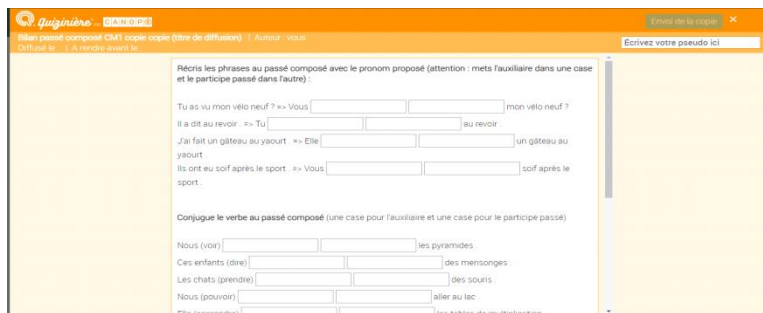 Quizinière CANOPÉ
Envoi de la copie ×
Bilan passé composé CM1 copie copie (titre de diffusion) | Auteur : vous
Diffusé le : | A rendre avant le :
Écrivez votre pseudo ici
Récris les phrases au passé composé avec le pronom proposé (attention : mets l'auxiliaire dans une case
et le participe passé dans l'autre) :
Tu as vu mon vélo neuf ? => Vous mon vélo neuf ?
Il a dit au revoir . => Tu au revoir .
J'ai fait un gâteau au yaourt . => Elle un gâteau au
yaourt .
Ils ont eu soif après le sport . => Vous soif après le
sport .
Conjugue le verbe au passé composé (une case pour l'auxiliaire et une case pour le participe passé)
Nous (voir) les pyramides .
Ces enfants (dire) des mensonges .
Les chats (prendre) des souris .
Nous (pouvoir) aller au lac .
les tables de multiplication